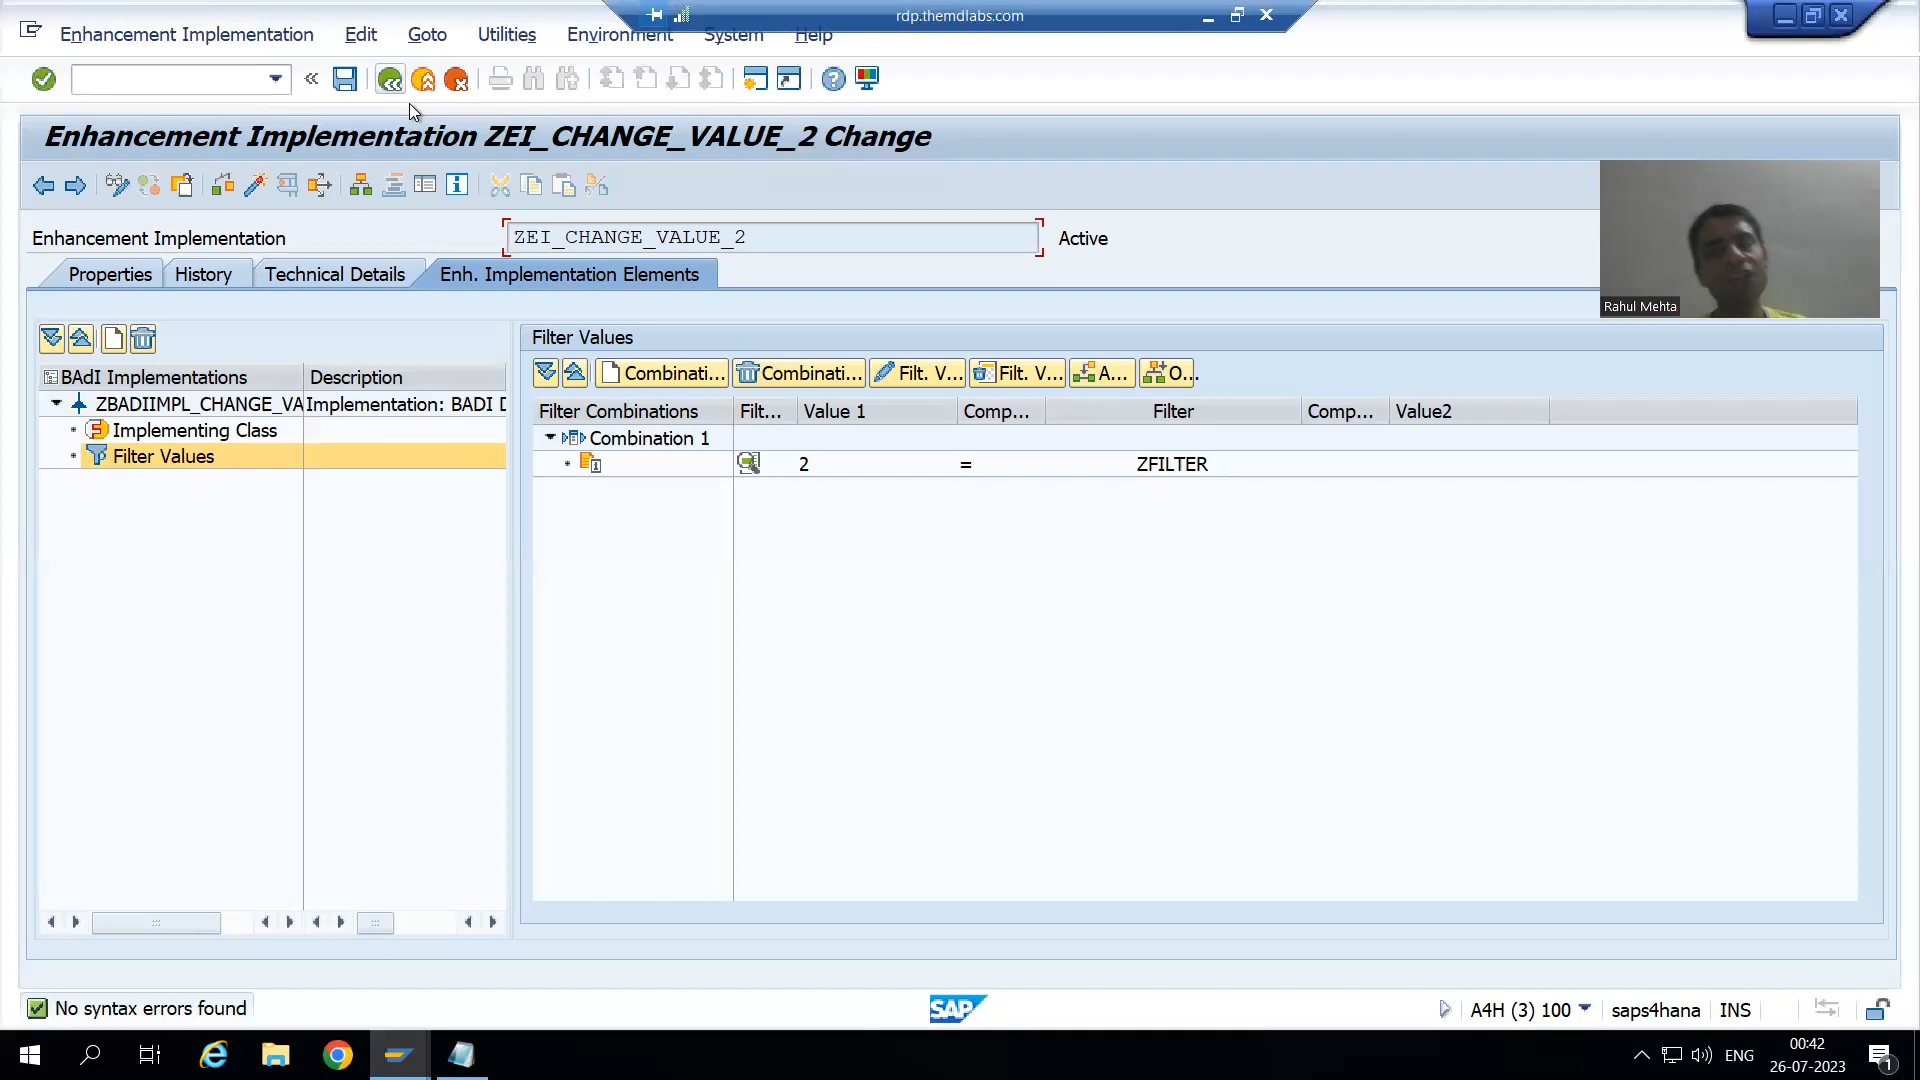 rdp.themdlabs.com
Enhancement Implementation Edit Goto Utilities Environment System Help
Enhancement Implementation ZEI_CHANGE_VALUE_2 Change
Enhancement Implementation ZEI_CHANGE_VALUE_2 Active
Properties History Technical Details Enh. Implementation Elements
Rahul Mehta
Filter Values
Combinati... Combinati... Filt. V... Filt. V... A... O...
BAdI Implementations Description
ZBADIIMPL_CHANGE_VA Implementation: BADI D
Implementing Class
Filter Values
Filter Combinations Filt... Value 1 Comp... Filter Comp... Value2
Combination 1
2 = ZFILTER
No syntax errors found
SAP
A4H (3) 100 saps4hana INS
ENG
00:42
26-07-2023
1